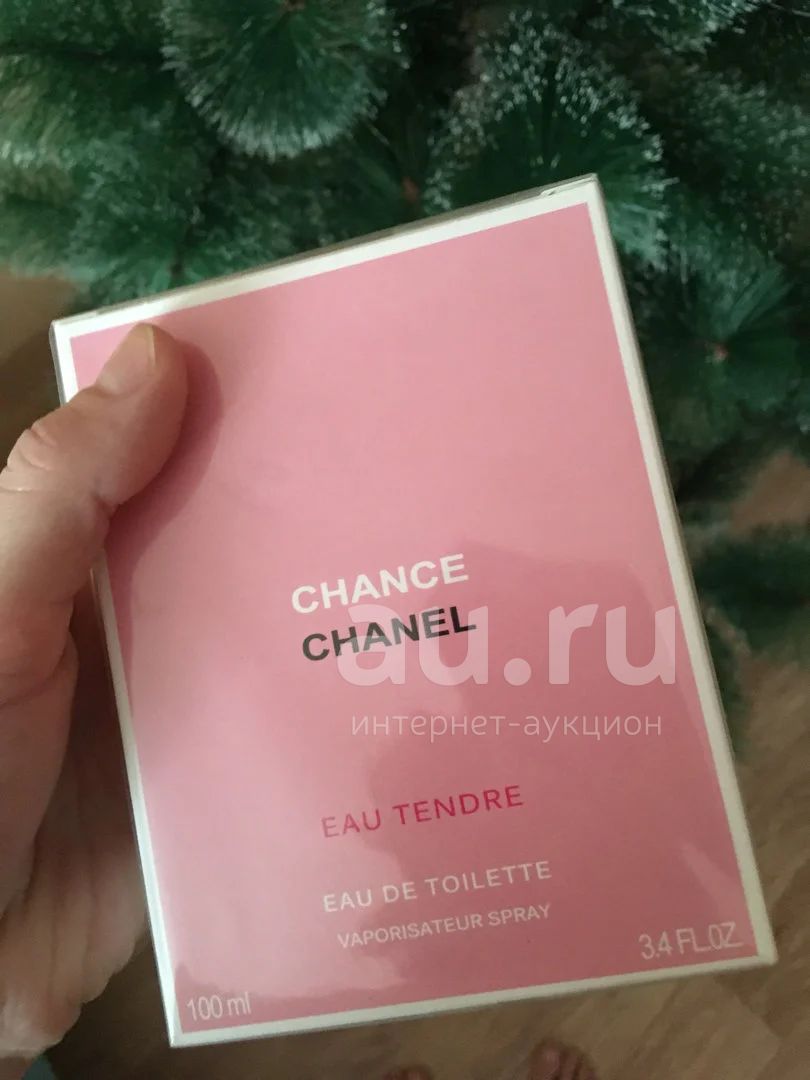 CHANCE
CHANEL
au.ru
интернет-аукцион
EAU TENDRE
EAU DE TOILETTE
VAPORISATEUR SPRAY
100 ml
3.4 FL.OZ